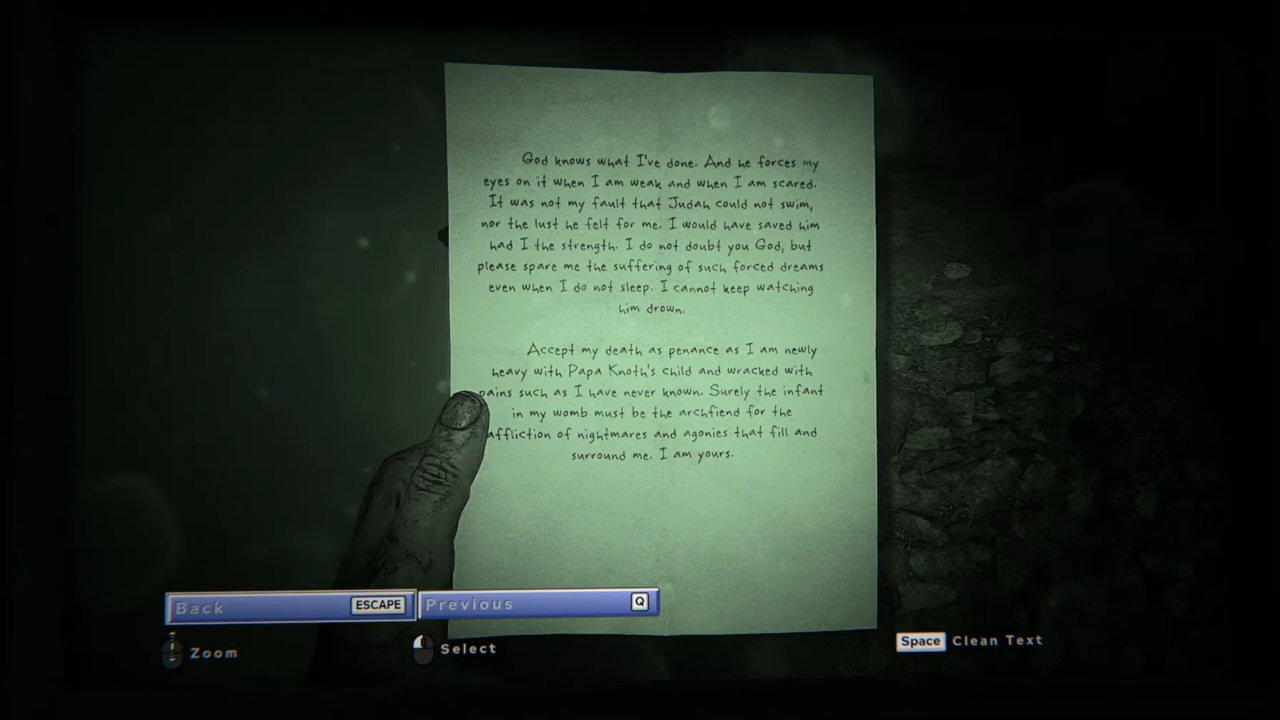 God knows what I've done. And he forces my
eyes on it when I am weak and when I am scared.
It was not my fault that Judah could not swim,
nor the lust he felt for me. I would have saved him
had I the strength. I do not doubt you God, but
please spare me the suffering of such forced dreams
even when I do not sleep. I cannot keep watching
him drown.
Accept my death as penance as I am newly
heavy with Papa Knoth's child and wracked with
pains such as I have never known. Surely the infant
in my womb must be the archfiend for the
affliction of nightmares and agonies that fill and
surround me. I am yours.
Back ESCAPE Previous Q
Zoom Select Space Clean Text